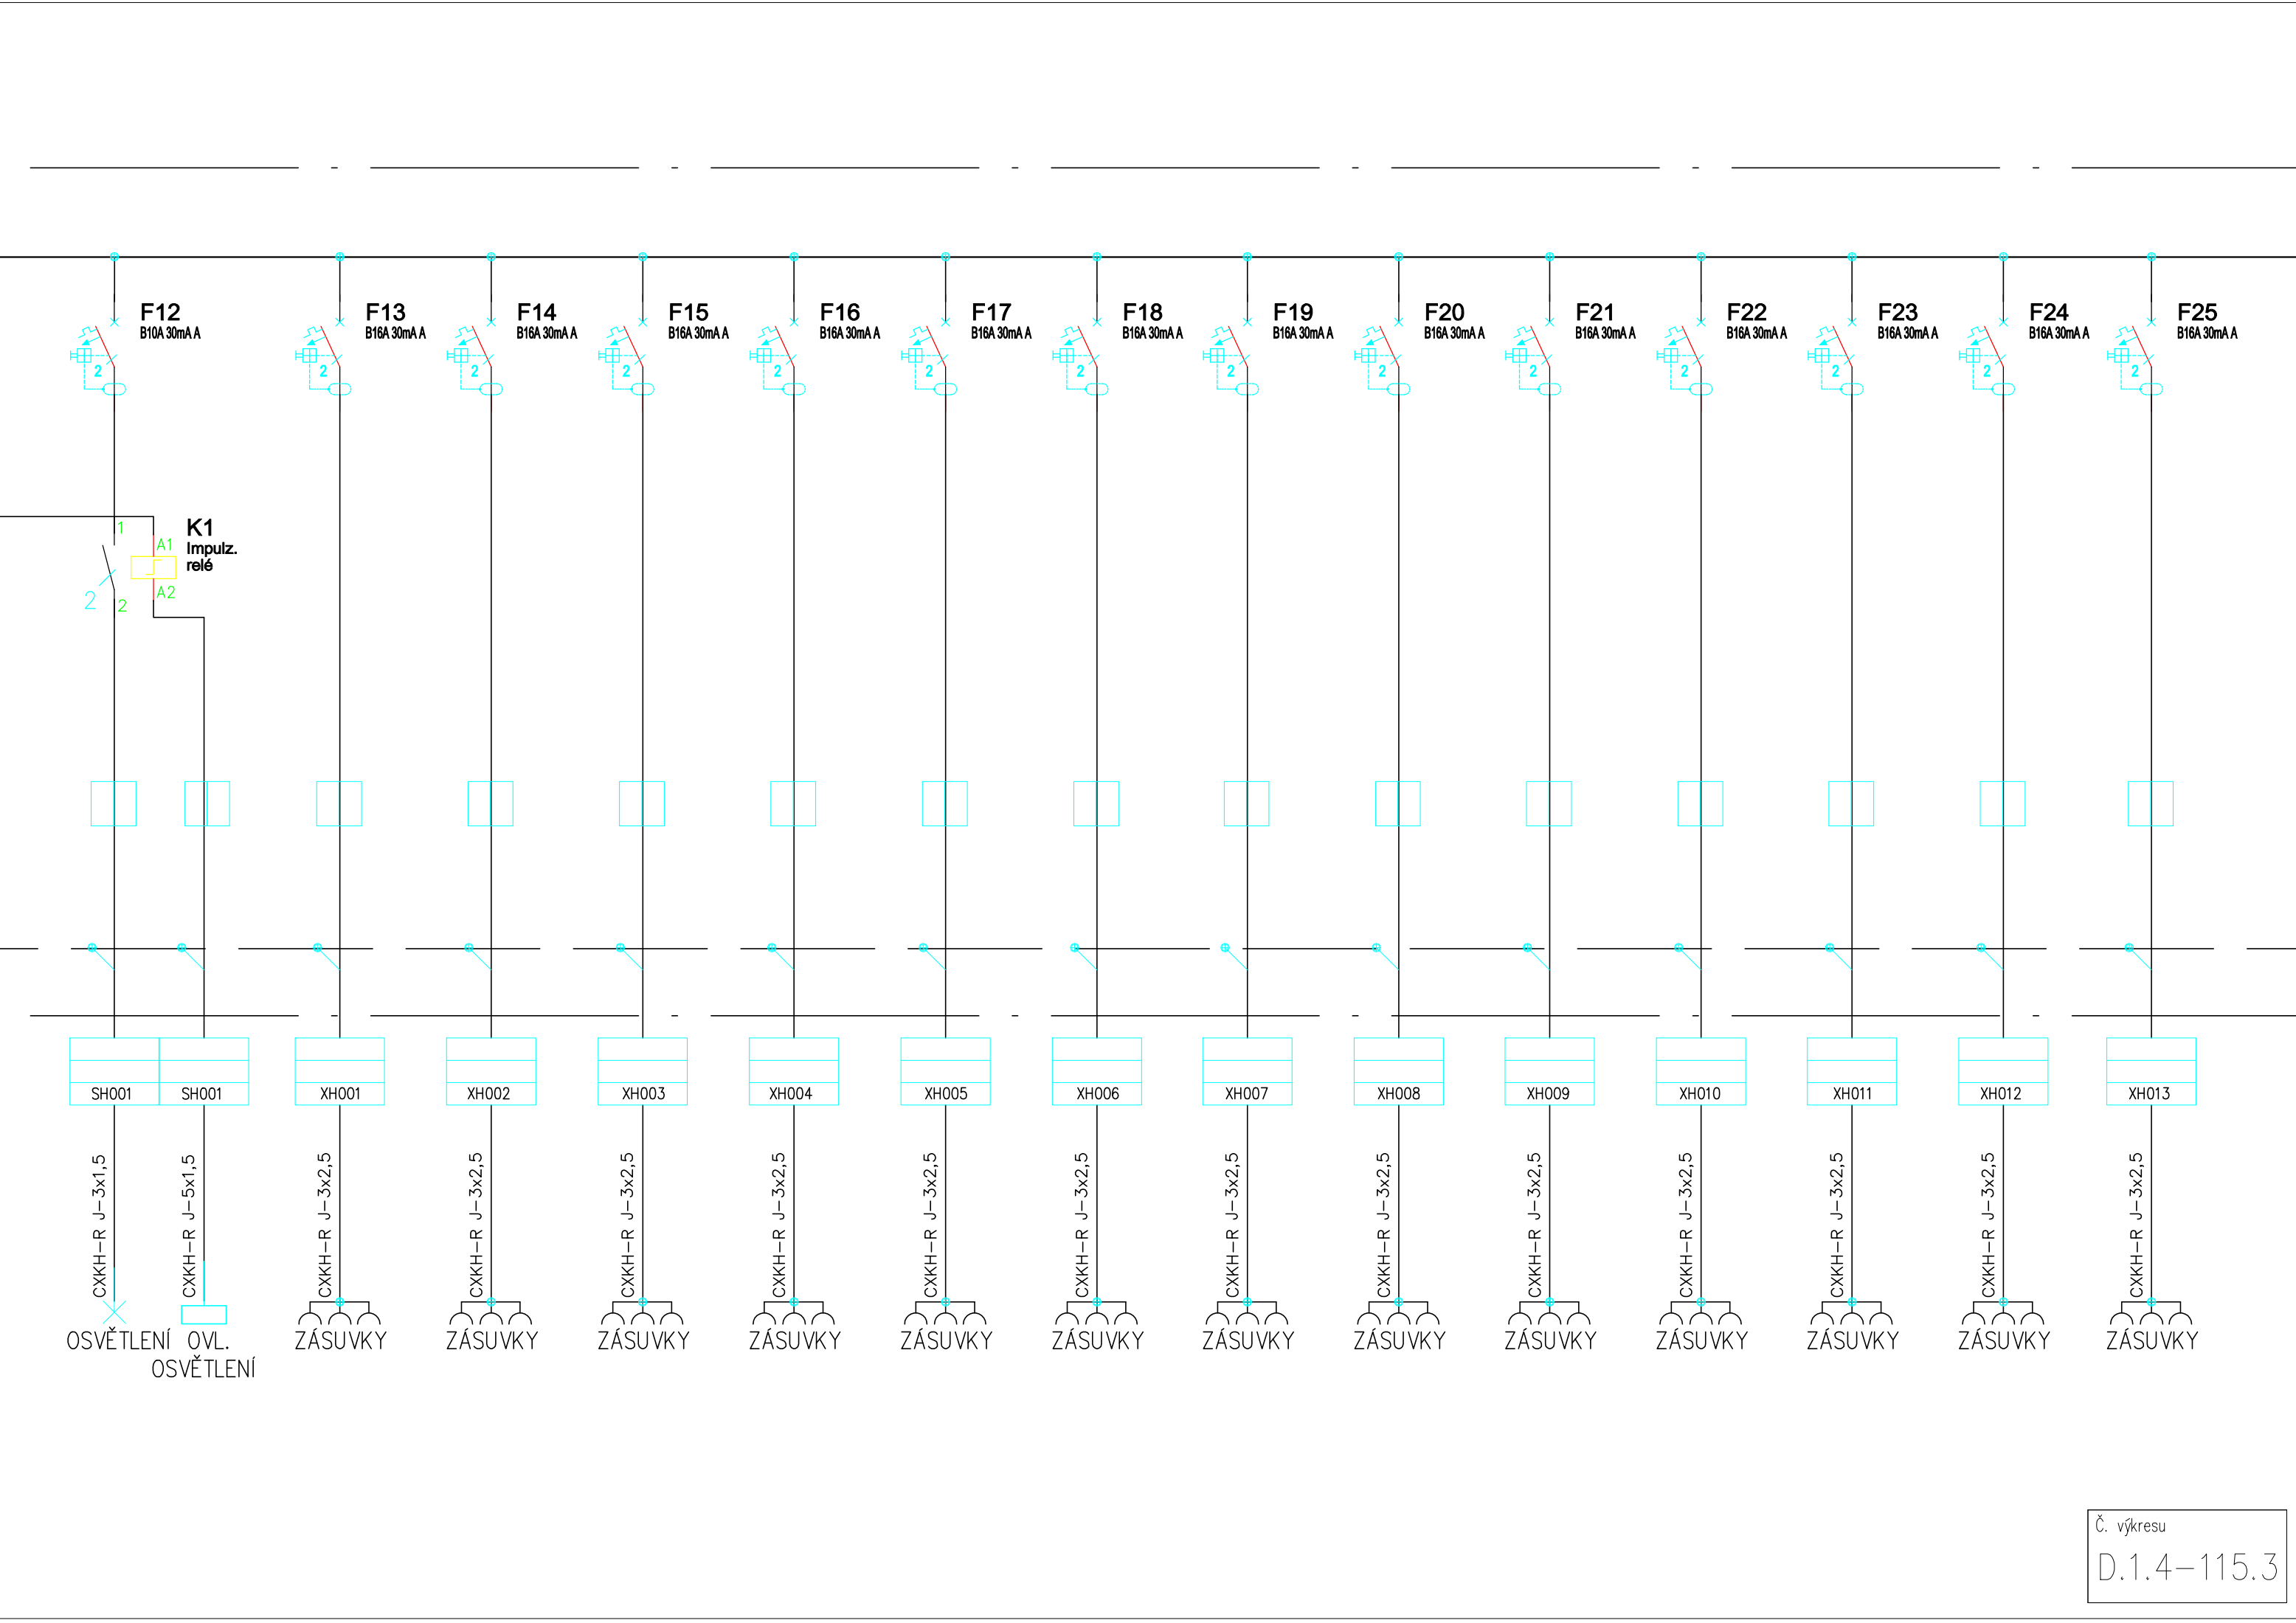 F12
B10A 30mA A
F13
B16A 30mA A
F14
B16A 30mA A
F15
B16A 30mA A
F16
B16A 30mA A
F17
B16A 30mA A
F18
B16A 30mA A
F19
B16A 30mA A
F20
B16A 30mA A
F21
B16A 30mA A
F22
B16A 30mA A
F23
B16A 30mA A
F24
B16A 30mA A
F25
B16A 30mA A
2
2
2
2
2
2
2
2
2
2
2
2
2
2
1
A1
K1
Impulz.
relé
2
2
A2
SH001
SH001
XH001
XH002
XH003
XH004
XH005
XH006
XH007
XH008
XH009
XH010
XH011
XH012
XH013
CXKH-R J-3x1,5
CXKH-R J-5x1,5
CXKH-R J-3x2,5
CXKH-R J-3x2,5
CXKH-R J-3x2,5
CXKH-R J-3x2,5
CXKH-R J-3x2,5
CXKH-R J-3x2,5
CXKH-R J-3x2,5
CXKH-R J-3x2,5
CXKH-R J-3x2,5
CXKH-R J-3x2,5
CXKH-R J-3x2,5
CXKH-R J-3x2,5
CXKH-R J-3x2,5
OSVĚTLENÍ
OVL.
OSVĚTLENÍ
ZÁSUVKY
ZÁSUVKY
ZÁSUVKY
ZÁSUVKY
ZÁSUVKY
ZÁSUVKY
ZÁSUVKY
ZÁSUVKY
ZÁSUVKY
ZÁSUVKY
ZÁSUVKY
ZÁSUVKY
ZÁSUVKY
Č. výkresu
D.1.4-115.3